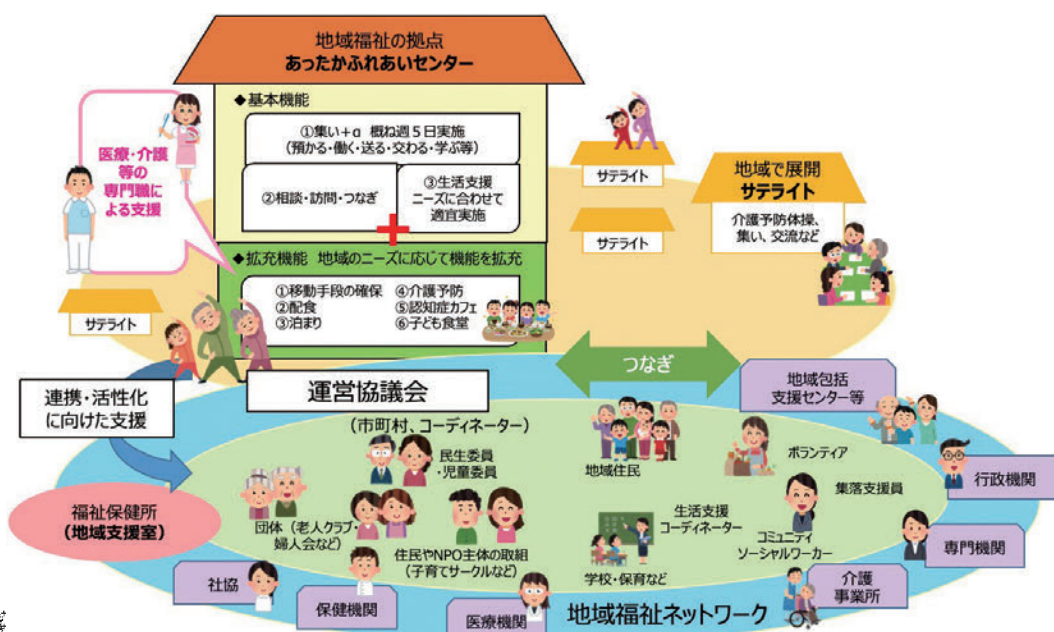 地域福祉の拠点
あったかふれあいセンター
◆基本機能
①集い+α 概ね週5日実施
(預かる・働く・送る・交わる・学ぶ等)
②相談・訪問・つなぎ
③生活支援
ニーズに合わせて
適宜実施
医療・介護
等の
専門職に
よる支援
◆拡充機能 地域のニーズに応じて機能を拡充
①移動手段の確保
②配食
③泊まり
④介護予防
⑤認知症カフェ
⑥子ども食堂
サテライト
サテライト
サテライト
地域で展開
サテライト
介護予防体操、
集い、交流など
つなぎ
連携・活性化
に向けた支援
運営協議会
(市町村、コーディネーター)
民生委員
・児童委員
団体(老人クラブ・
婦人会など)
住民やNPO主体の取組
(子育てサークルなど)
地域住民
ボランティア
集落支援員
生活支援
コーディネーター
コミュニティ
ソーシャルワーカー
学校・保育など
福祉保健所
(地域支援室)
社協
保健機関
医療機関
地域包括
支援センター等
行政機関
専門機関
介護
事業所
地域福祉ネットワーク